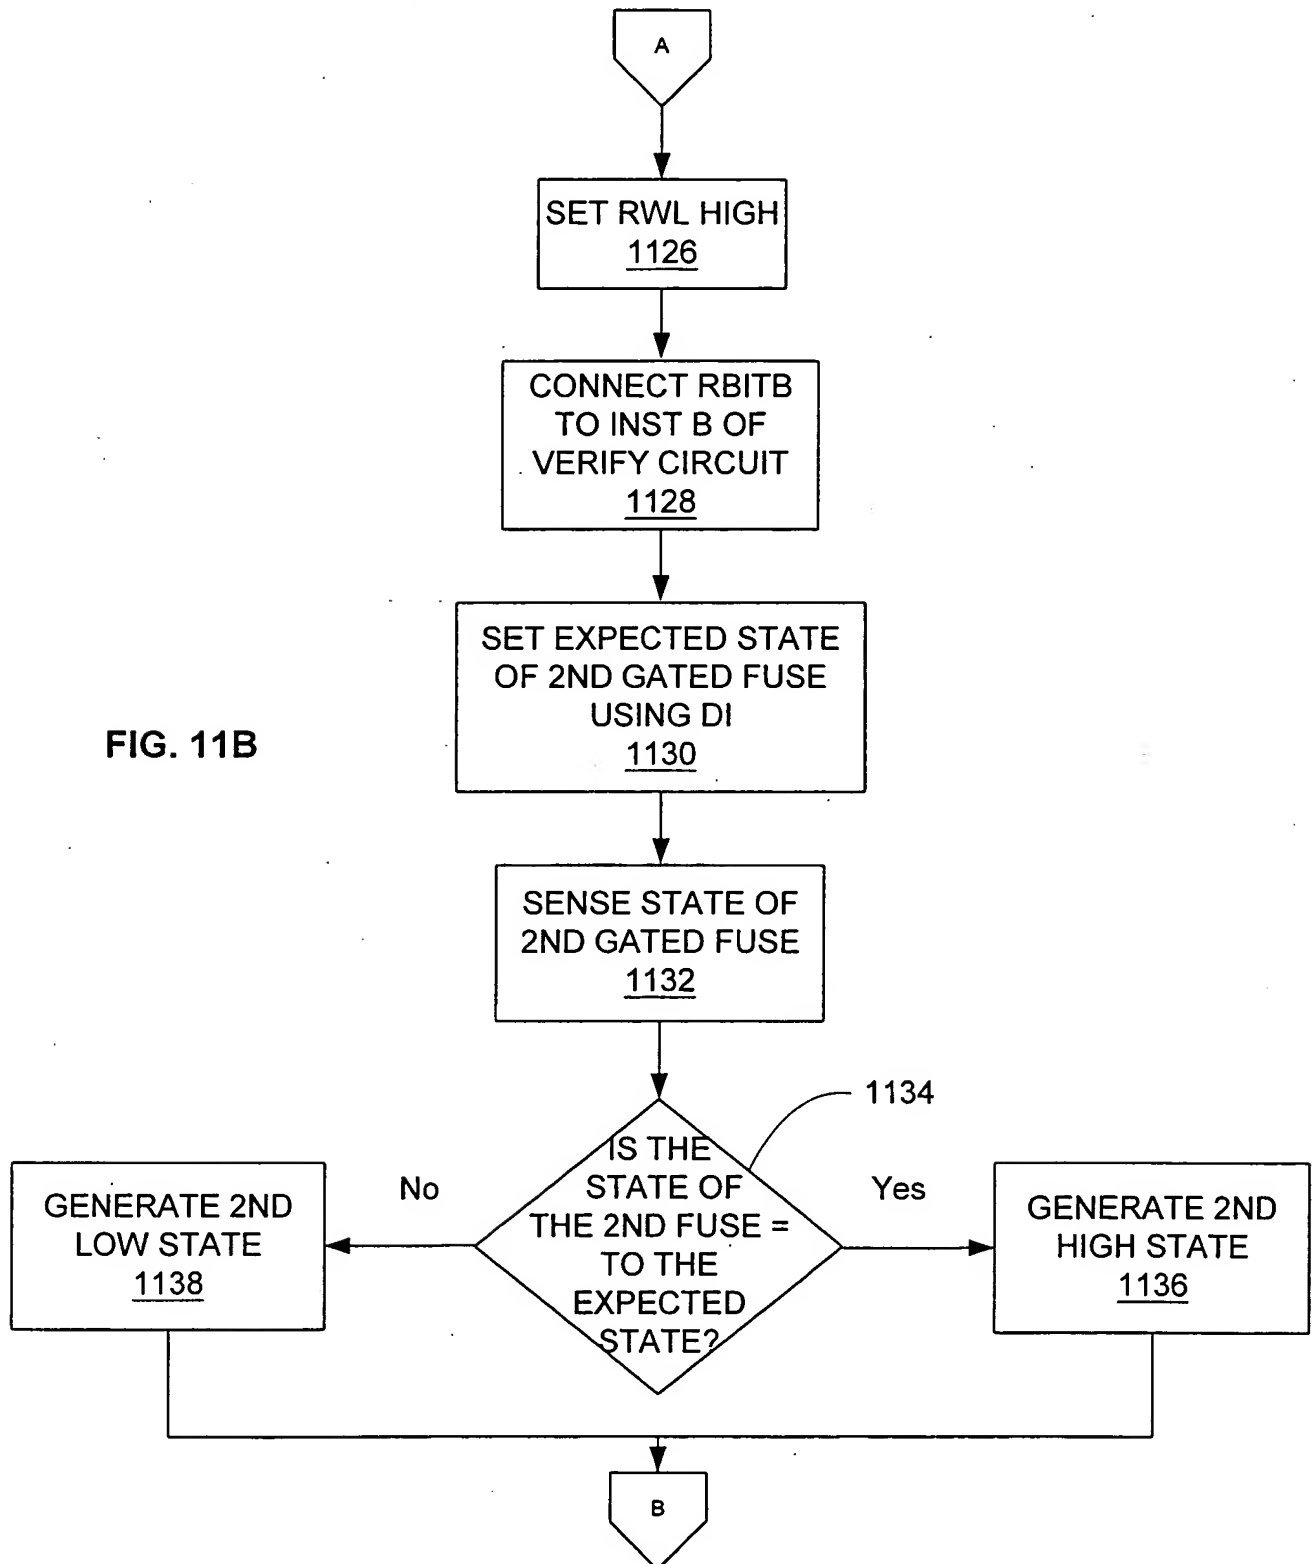 A
SET RWL HIGH
1126
CONNECT RBITB
TO INST B OF
VERIFY CIRCUIT
1128
SET EXPECTED STATE
OF 2ND GATED FUSE
USING DI
1130
FIG. 11B
SENSE STATE OF
2ND GATED FUSE
1132
1134
IS THE
STATE OF
THE 2ND FUSE =
TO THE
EXPECTED
STATE?
No
Yes
GENERATE 2ND
LOW STATE
1138
GENERATE 2ND
HIGH STATE
1136
B